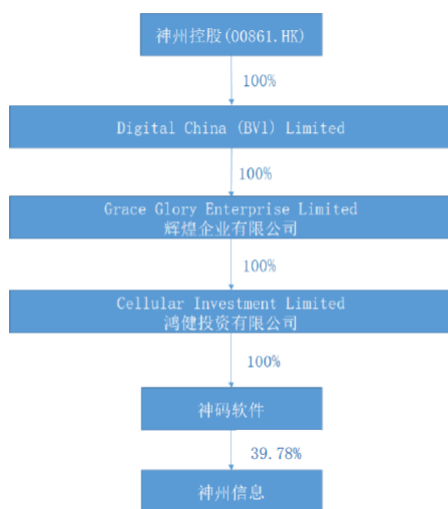 神州控股(00861.HK)
100%
Digital China (BVI) Limited
100%
Grace Glory Enterprise Limited
辉煌企业有限公司
100%
Cellular Investment Limited
鸿健投资有限公司
100%
神码软件
39.78%
神州信息